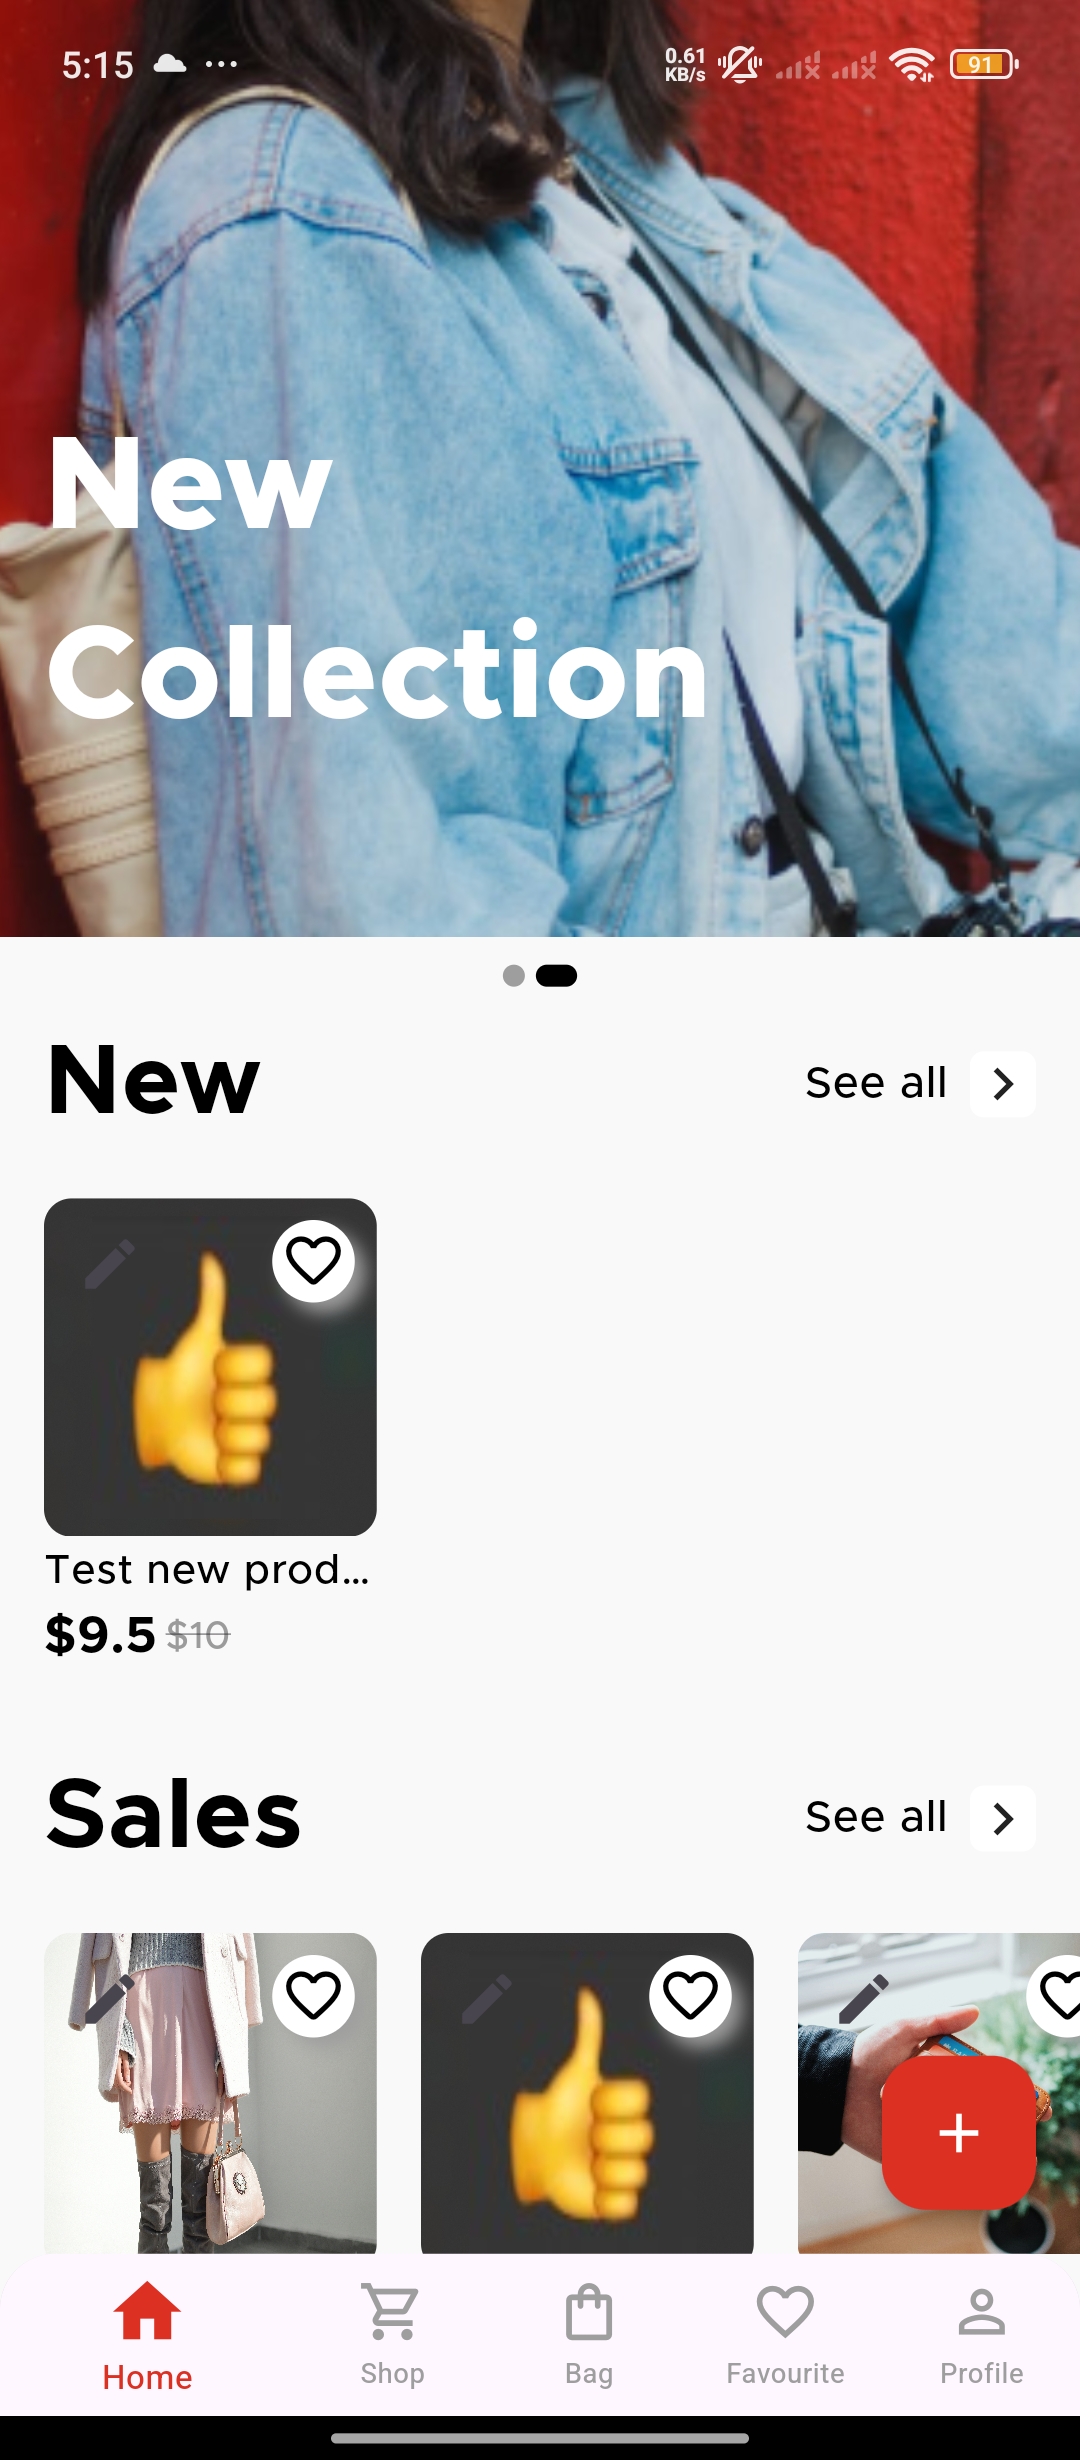 5:15
0.61
KB/s
91
New
Collection
New
See all
Test new prod...
$9.5 $10
Sales
See all
Home
Shop
Bag
Favourite
Profile